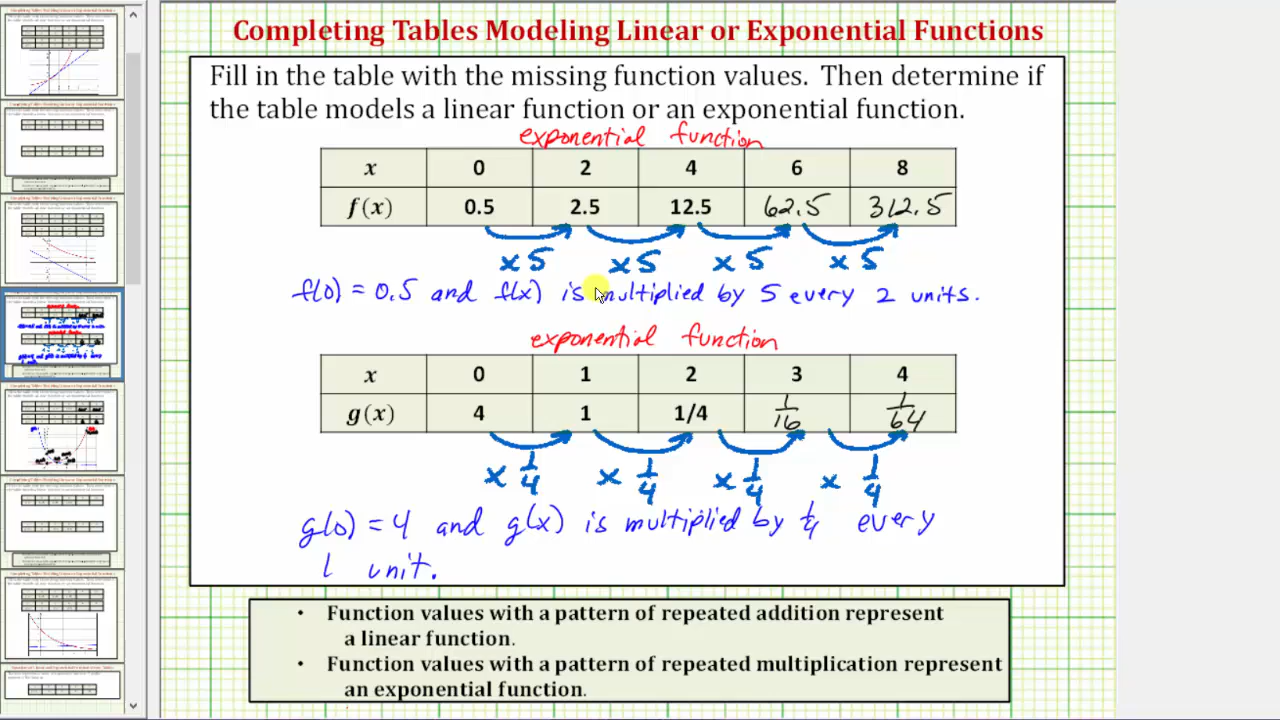 Completing Tables Modeling Linear or Exponential Functions
Fill in the table with the missing function values. Then determine if
the table models a linear function or an exponential function.
exponential function
x 0 2 4 6 8
f(x) 0.5 2.5 12.5 62.5 312.5
x 5 x 5 x 5 x 5
f(0) = 0.5 and f(x) is multiplied by 5 every 2 units.
exponential function
x 0 1 2 3 4
g(x) 4 1 1/4 1/16 1/64
x 1/4 x 1/4 x 1/4 x 1/4
g(0) = 4 and g(x) is multiplied by 1/4 every
1 unit.
• Function values with a pattern of repeated addition represent
a linear function.
• Function values with a pattern of repeated multiplication represent
an exponential function.